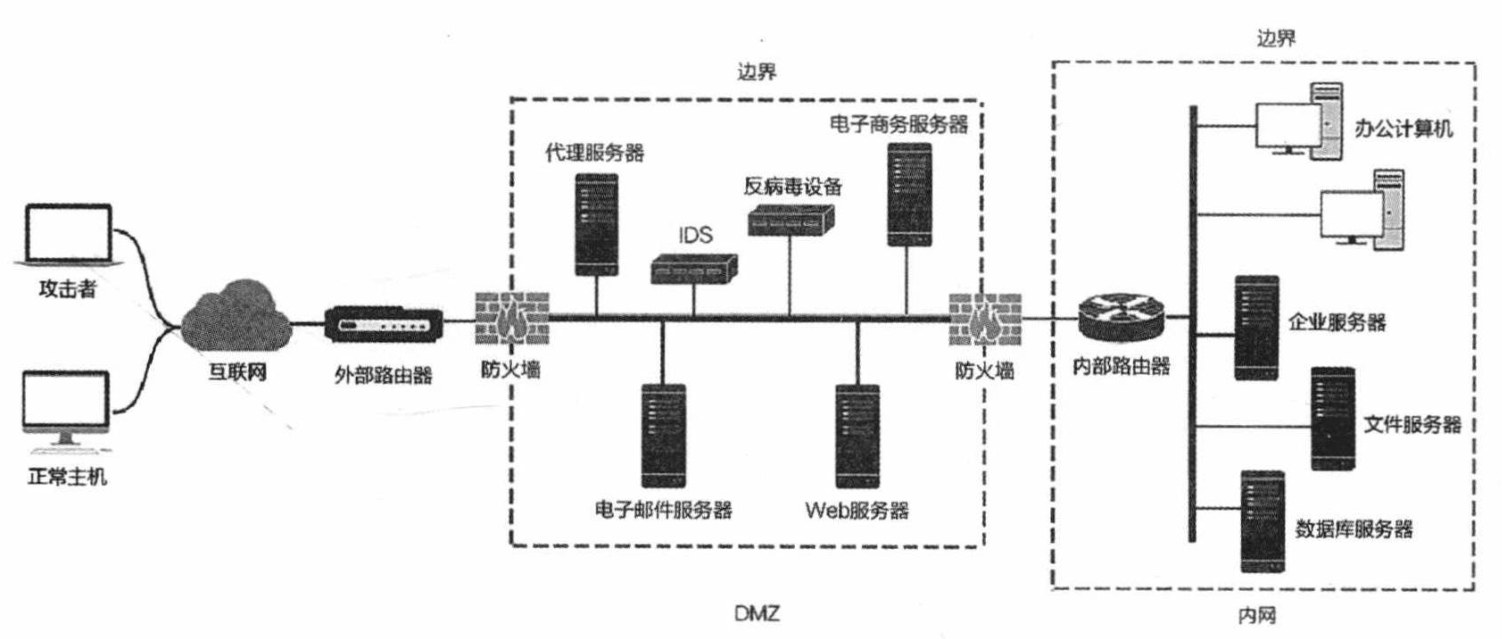 边界
边界
电子商务服务器
代理服务器
反病毒设备
IDS
办公计算机
攻击者
互联网
外部路由器
防火墙
防火墙
内部路由器
企业服务器
正常主机
电子邮件服务器
Web服务器
文件服务器
数据库服务器
DMZ
内网